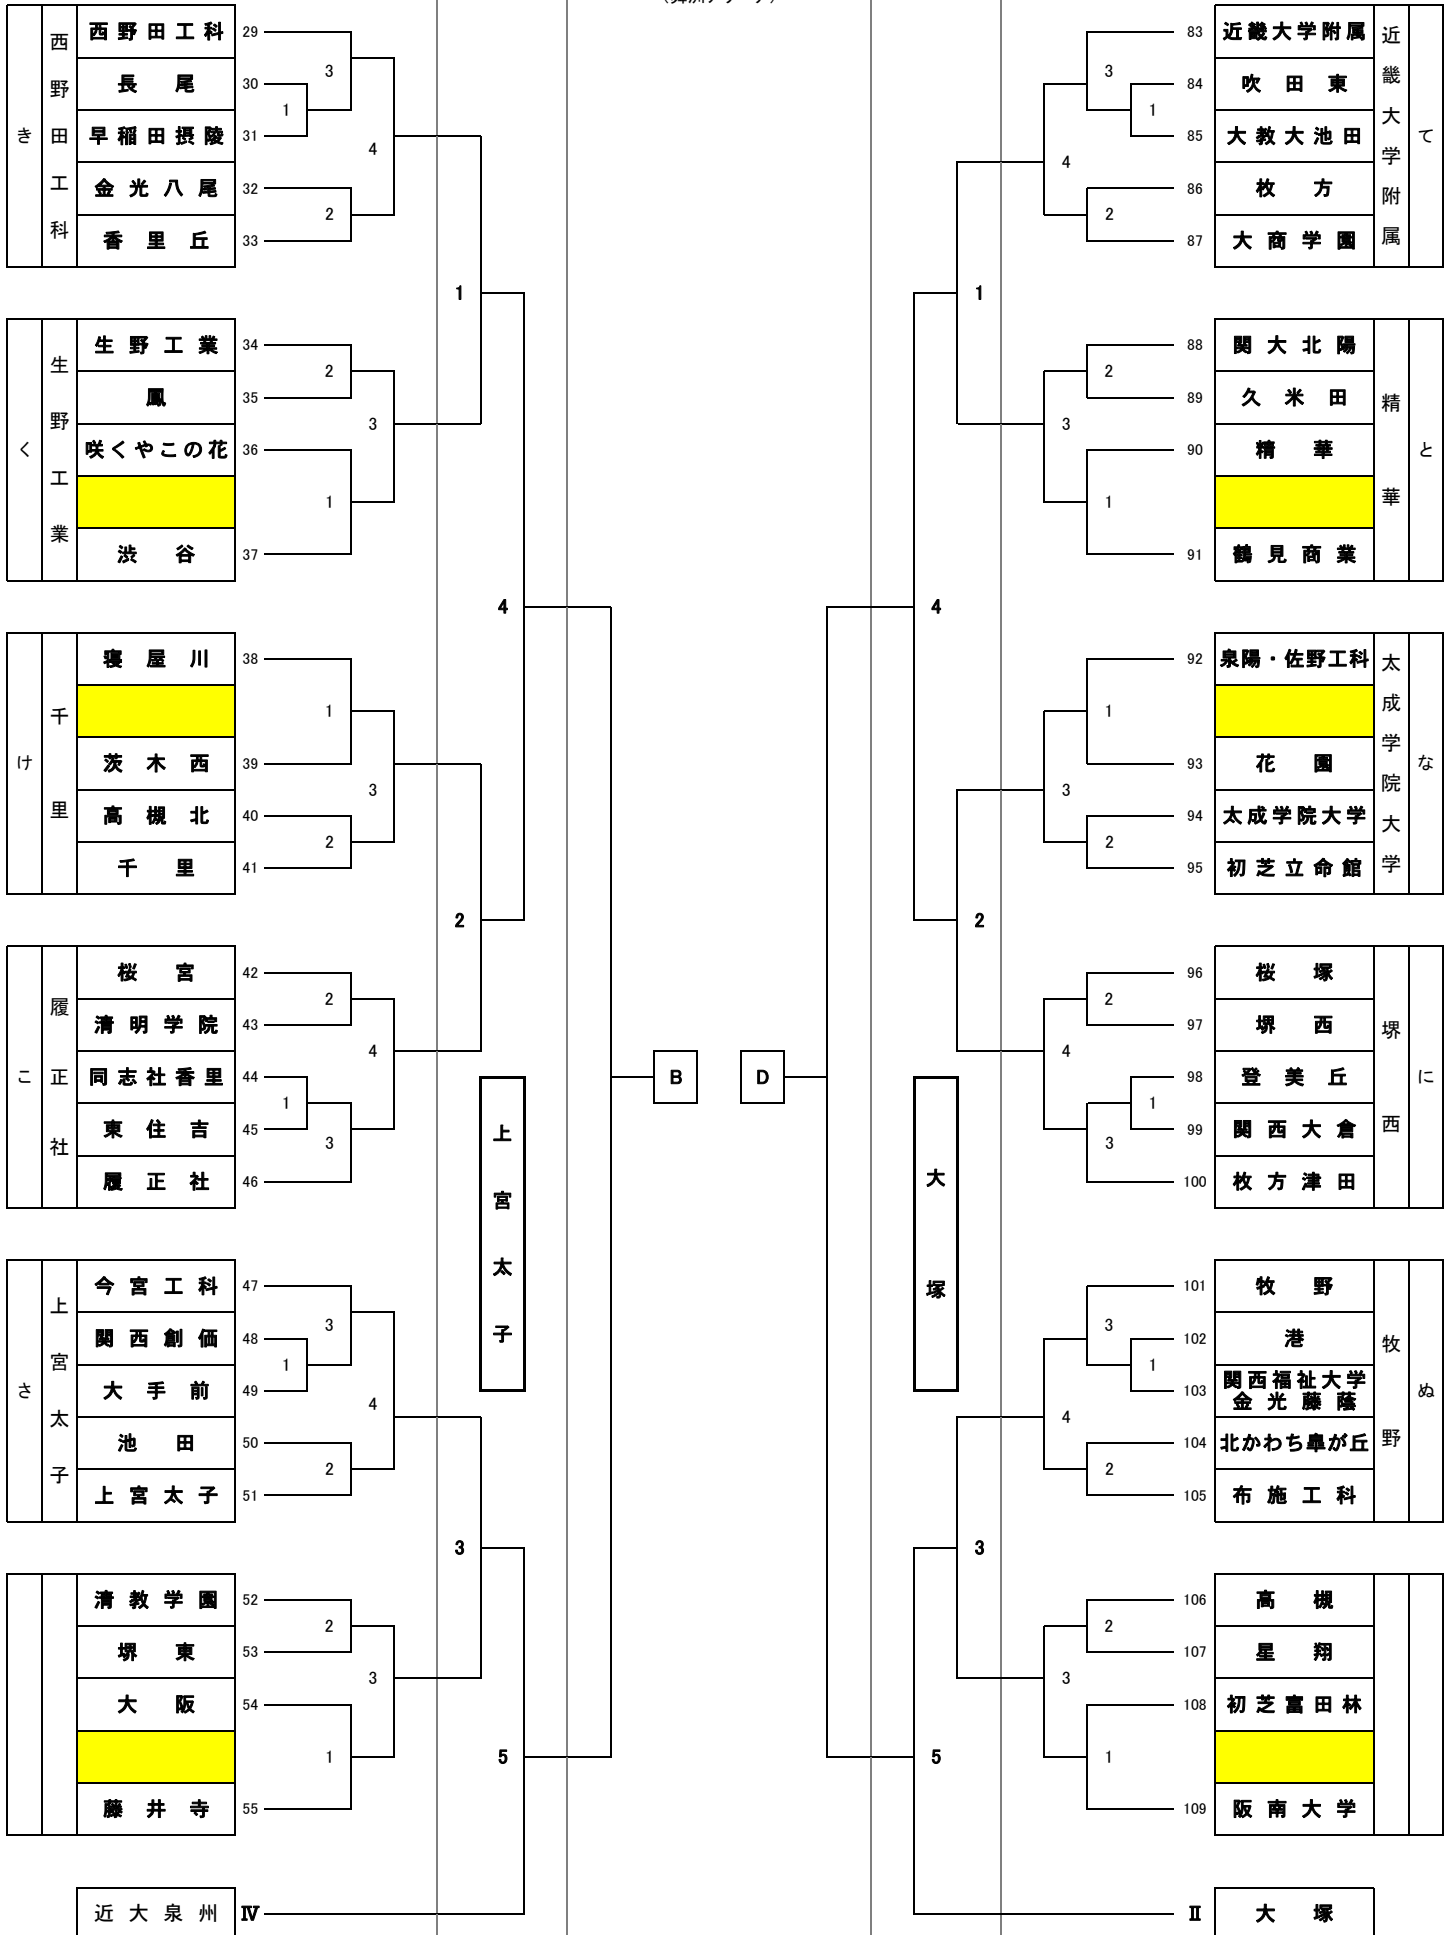 き
西野田工科
西野田工科 29
長尾 30
早稲田摂陵 31
金光八尾 32
香里丘 33
3
1
4
2
1
く
生野工業
生野工業 34
鳳 35
咲くやこの花 36
渋谷 37
2
3
1
4
け
千里
寝屋川 38
茨木西 39
高槻北 40
千里 41
1
3
2
2
こ
履正社
桜宮 42
清明学院 43
同志社香里 44
東住吉 45
履正社 46
2
4
1
3
B
上宮太子
さ
上宮太子
今宮工科 47
関西創価 48
大手前 49
池田 50
上宮太子 51
3
1
4
2
3
清教学園 52
堺東 53
大阪 54
藤井寺 55
2
3
1
5
近大泉州 Ⅳ
83 近畿大学附属
84 吹田東
85 大教大池田
86 枚方
87 大商学園
近畿大学附属
て
3
1
4
2
1
88 関大北陽
89 久米田
90 精華
91 鶴見商業
精華
と
2
3
1
4
92 泉陽・佐野工科
93 花園
94 太成学院大学
95 初芝立命館
太成学院大学
な
1
3
2
2
96 桜塚
97 堺西
98 登美丘
99 関西大倉
100 枚方津田
堺西
に
2
4
1
3
D
大塚
101 牧野
102 港
103 関西福祉大学
金光藤蔭
104 北かわち皐が丘
105 布施工科
牧野
ぬ
3
1
4
2
3
106 高槻
107 星翔
108 初芝富田林
109 阪南大学
2
3
1
5
Ⅱ 大塚